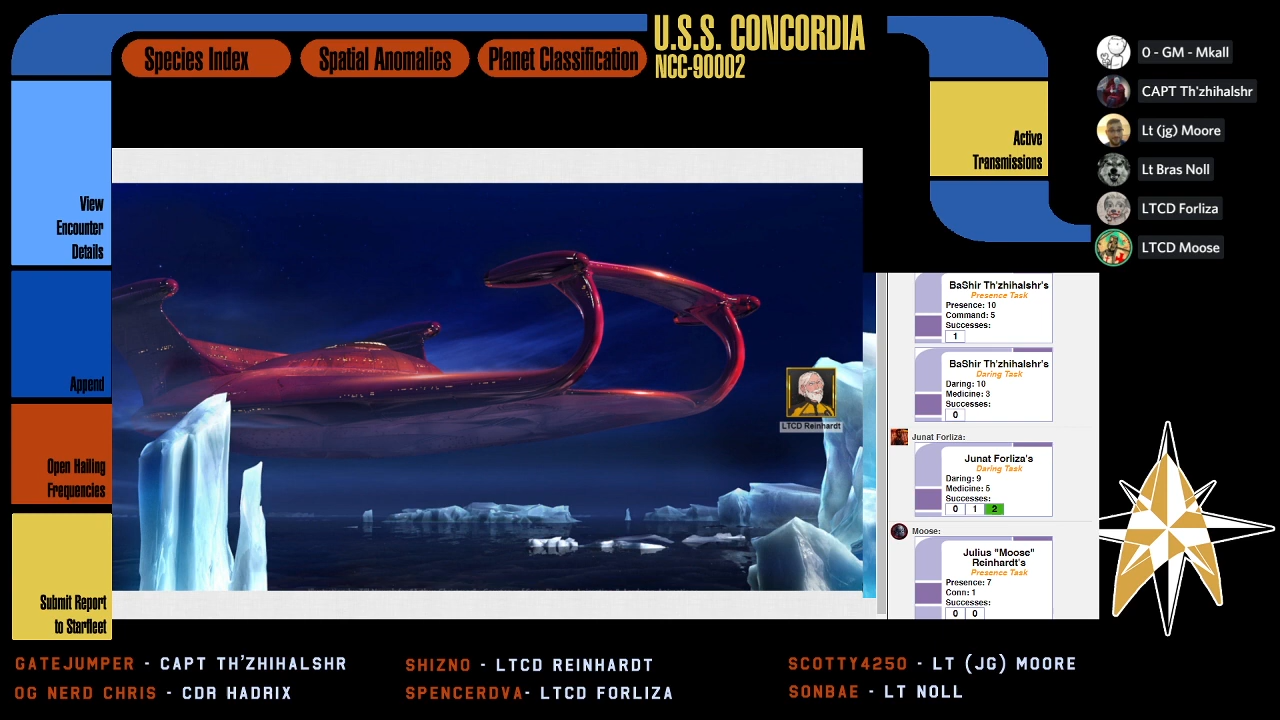 U.S.S. CONCORDIA
NCC-90002
Species Index
Spatial Anomalies
Planet Classification
View
Encounter
Details
Append
Open Hailing
Frequencies
Submit Report
to Starfleet
Active
Transmissions
0 - GM - Mkall
CAPT Th'zhihalshr
Lt (jg) Moore
Lt Bras Noll
LTCD Forliza
LTCD Moose
LTCD Reinhardt
BaShir Th'zhihalshr's
Presence Task
Presence: 10
Command: 5
Successes:
1
BaShir Th'zhihalshr's
Daring Task
Daring: 10
Medicine: 3
Successes:
0
Junat Forliza:
Junat Forliza's
Daring Task
Daring: 9
Medicine: 5
Successes:
0 1 2
Moose:
Julius "Moose"
Reinhardt's
Presence Task
Presence: 7
Conn: 1
Successes:
0 0
GATEJUMPER - CAPT TH'ZHIHALSHR
OG NERD CHRIS - CDR HADRIX
SHIZNO - LTCD REINHARDT
SPENCERDVA- LTCD FORLIZA
SCOTTY4250 - LT (JG) MOORE
SONBAE - LT NOLL